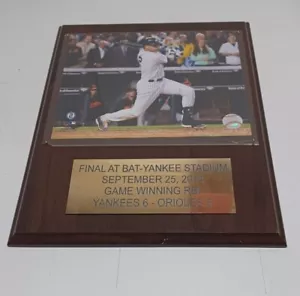 FINAL AT BAT-YANKEE STADIUM
SEPTEMBER 25,
GAME WINNING
YANKEES 6 - ORIOLES